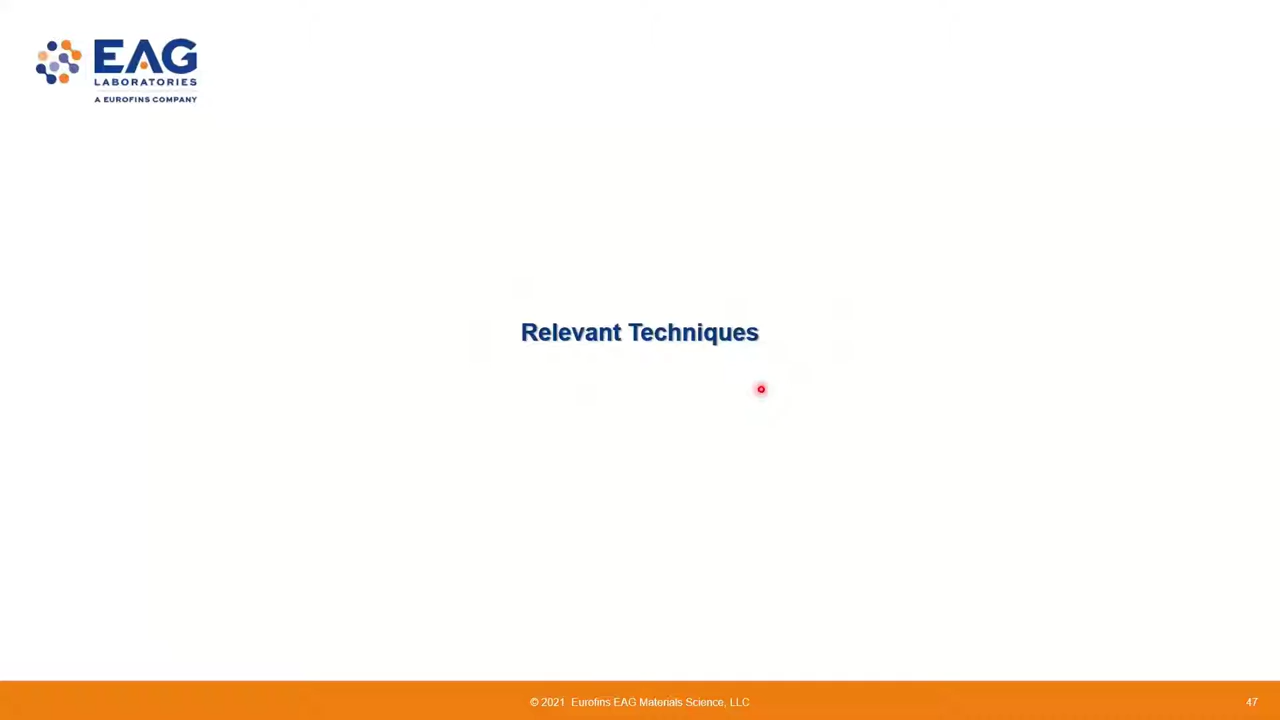 EAG
LABORATORIES
A EUROFINS COMPANY
Relevant Techniques
© 2021 Eurofins EAG Materials Science, LLC
47